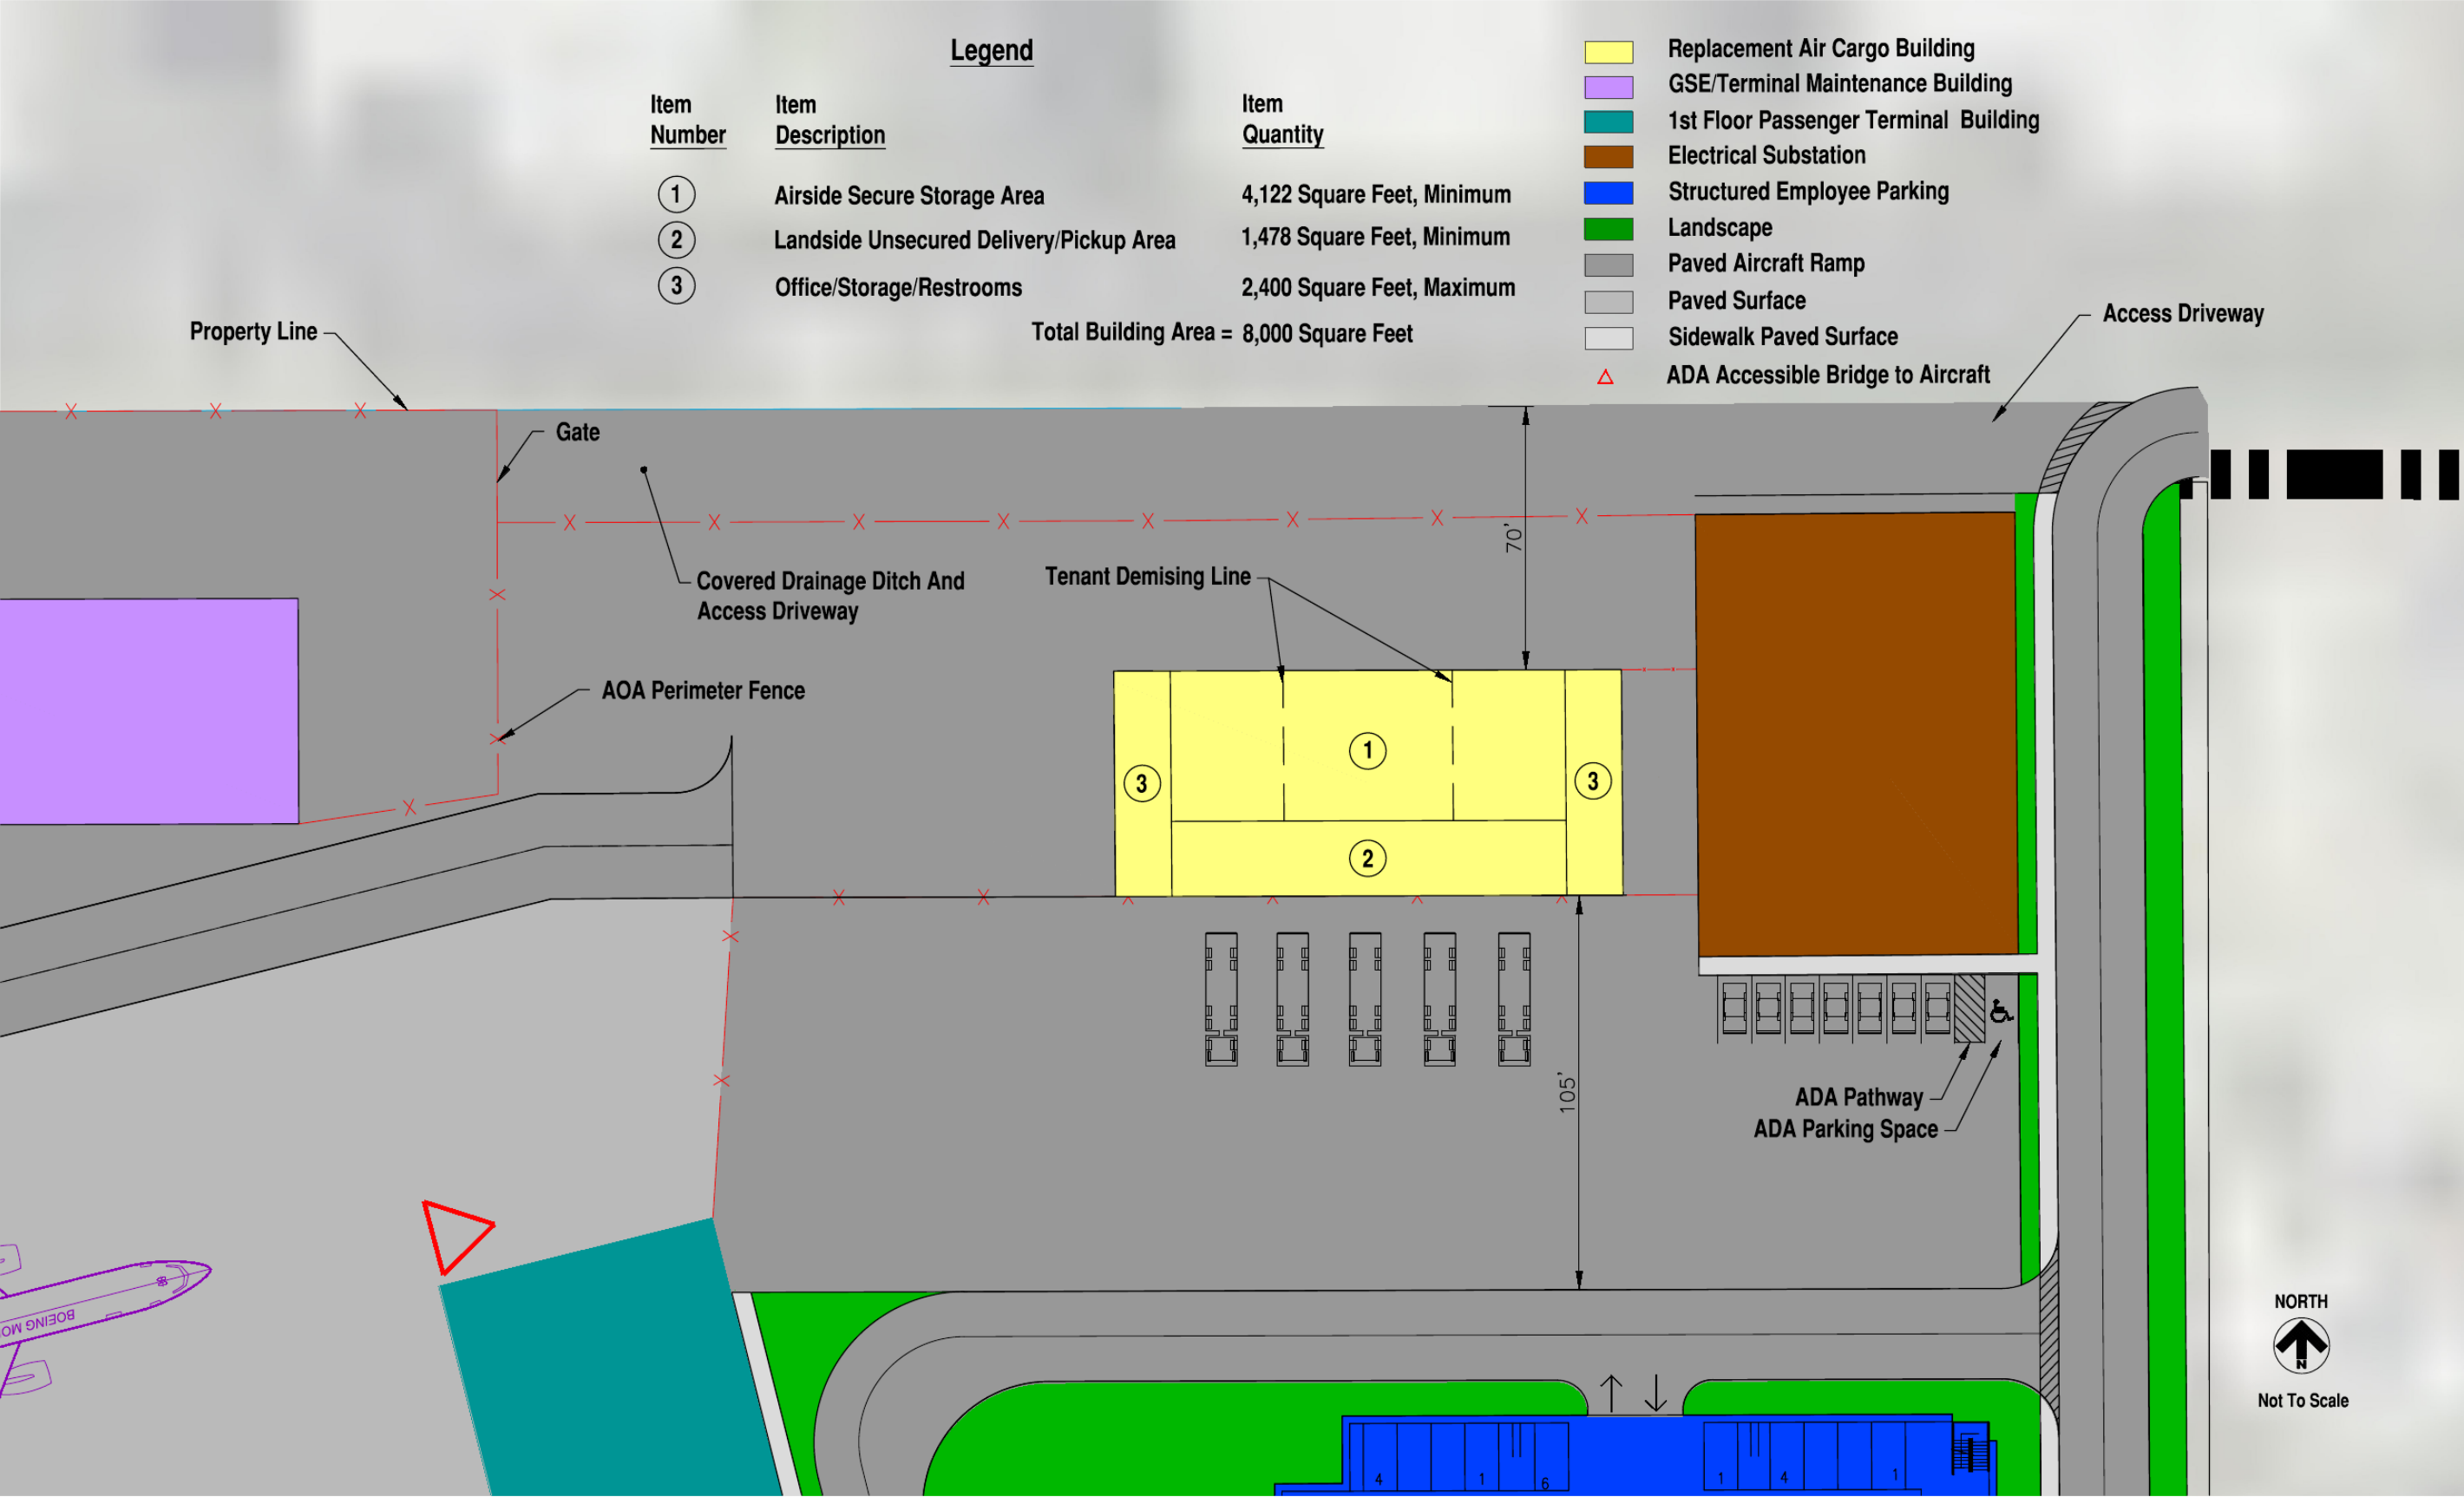 Legend
Item Number
Item Description
Item Quantity
1 Airside Secure Storage Area 4,122 Square Feet, Minimum
2 Landside Unsecured Delivery/Pickup Area 1,478 Square Feet, Minimum
3 Office/Storage/Restrooms 2,400 Square Feet, Maximum
Total Building Area = 8,000 Square Feet
Replacement Air Cargo Building
GSE/Terminal Maintenance Building
1st Floor Passenger Terminal Building
Electrical Substation
Structured Employee Parking
Landscape
Paved Aircraft Ramp
Paved Surface
Sidewalk Paved Surface
ADA Accessible Bridge to Aircraft
Property Line
Access Driveway
Gate
70'
Covered Drainage Ditch And
Access Driveway
Tenant Demising Line
AOA Perimeter Fence
1
3
3
2
105'
ADA Pathway
ADA Parking Space
BOEING
NORTH
N
Not To Scale
4 1 6
1 4 1